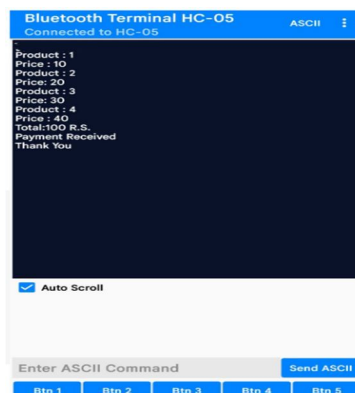 Bluetooth Terminal HC-05
Connected to HC-05
ASCII
Product : 1
Price : 10
Product : 2
Price: 20
Product : 3
Price: 30
Product : 4
Price : 40
Total:100 R.S.
Payment Received
Thank You
Auto Scroll
Enter ASCII Command
Send ASCII
Btn 1
Btn 2
Btn 3
Btn 4
Btn 5